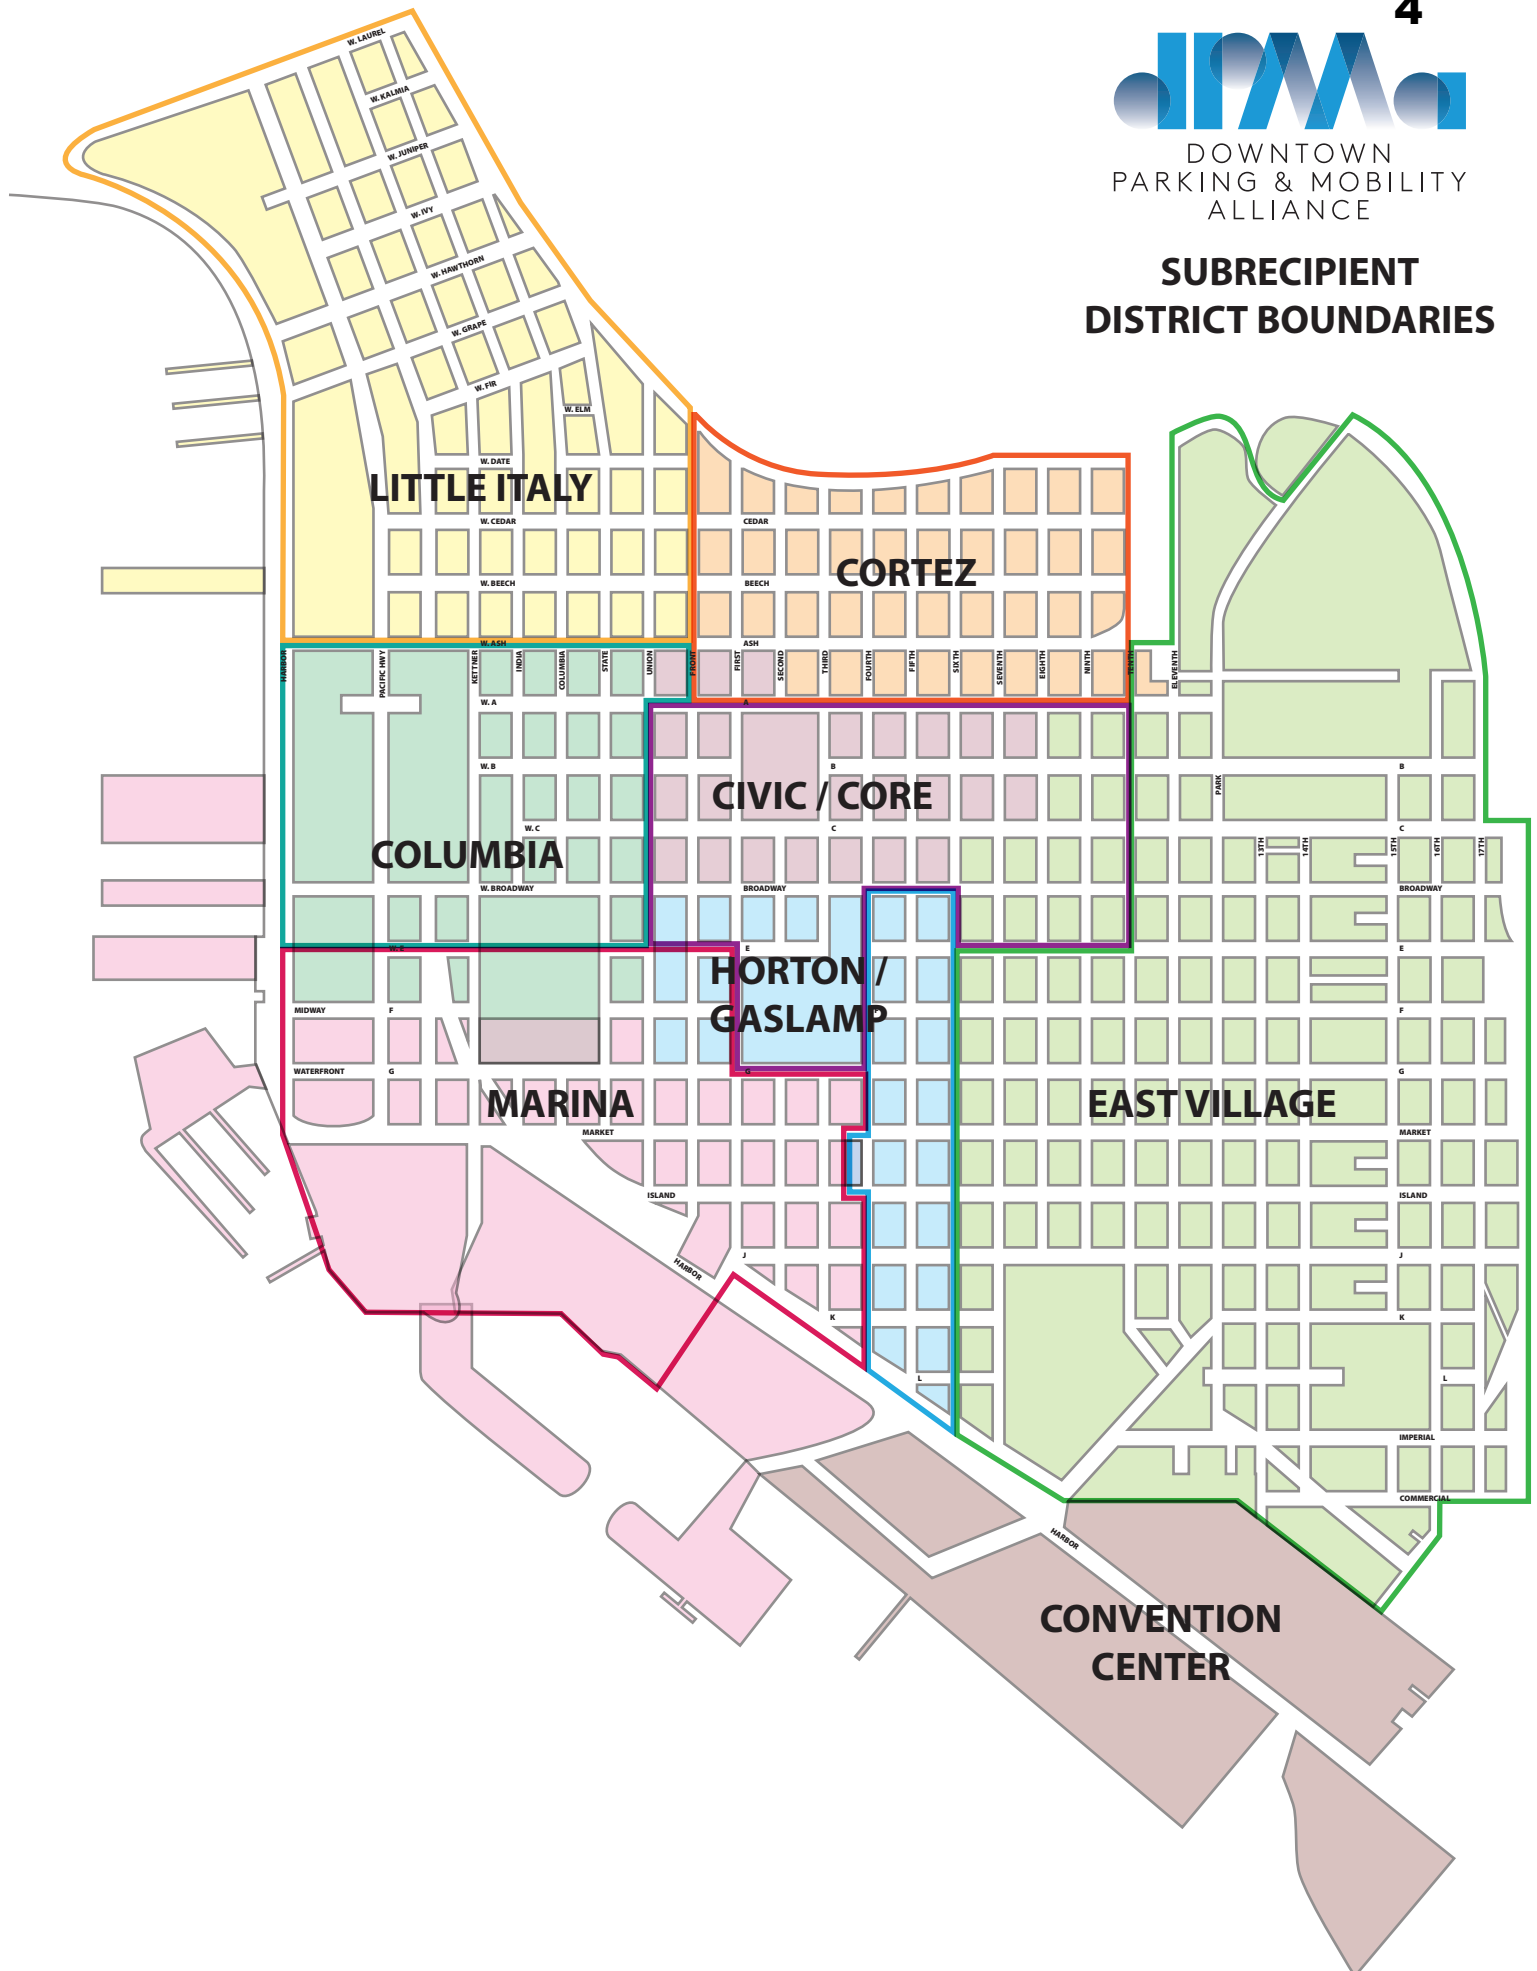 4
dPMa
DOWNTOWN
PARKING & MOBILITY
ALLIANCE
SUBRECIPIENT
DISTRICT BOUNDARIES
W. LAUREL
W. KALMIA
W. JUNIPER
W. IVY
W. HAWTHORN
W. GRAPE
W. FIR
W. ELM
W. DATE
LITTLE ITALY
W. CEDAR
CEDAR
CORTEZ
W. BEECH
BEECH
W. ASH
ASH
HARBOR
PACIFIC HWY
KETTNER
INDIA
COLUMBIA
STATE
UNION
FRONT
FIRST
SECOND
THIRD
FOURTH
FIFTH
SIXTH
SEVENTH
EIGHTH
NINTH
TENTH
ELEVENTH
W. A
A
W. B
B
B
PARK
CIVIC / CORE
W. C
C
C
13TH
14TH
15TH
16TH
17TH
COLUMBIA
W. BROADWAY
BROADWAY
BROADWAY
W. E
E
E
HORTON /
GASLAMP
MIDWAY
F
F
F
WATERFRONT
G
G
G
MARINA
EAST VILLAGE
MARKET
MARKET
ISLAND
ISLAND
HARBOR
J
J
K
K
L
L
IMPERIAL
COMMERCIAL
HARBOR
CONVENTION
CENTER